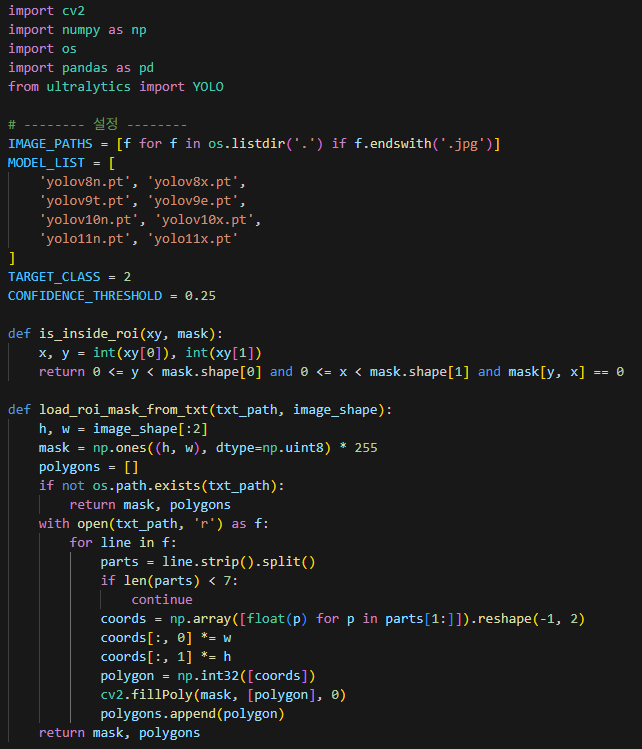 import cv2
import numpy as np
import os
import pandas as pd
from ultralytics import YOLO

# -------- 설정 --------
IMAGE_PATHS = [f for f in os.listdir('.') if f.endswith('.jpg')]
MODEL_LIST = [
    'yolov8n.pt', 'yolov8x.pt',
    'yolov9t.pt', 'yolov9e.pt',
    'yolov10n.pt', 'yolov10x.pt',
    'yolo11n.pt', 'yolo11x.pt'
]
TARGET_CLASS = 2
CONFIDENCE_THRESHOLD = 0.25

def is_inside_roi(xy, mask):
    x, y = int(xy[0]), int(xy[1])
    return 0 <= y < mask.shape[0] and 0 <= x < mask.shape[1] and mask[y, x] == 0

def load_roi_mask_from_txt(txt_path, image_shape):
    h, w = image_shape[:2]
    mask = np.ones((h, w), dtype=np.uint8) * 255
    polygons = []
    if not os.path.exists(txt_path):
        return mask, polygons
    with open(txt_path, 'r') as f:
        for line in f:
            parts = line.strip().split()
            if len(parts) < 7:
                continue
            coords = np.array([float(p) for p in parts[1:]]).reshape(-1, 2)
            coords[:, 0] *= w
            coords[:, 1] *= h
            polygon = np.int32([coords])
            cv2.fillPoly(mask, [polygon], 0)
            polygons.append(polygon)
    return mask, polygons